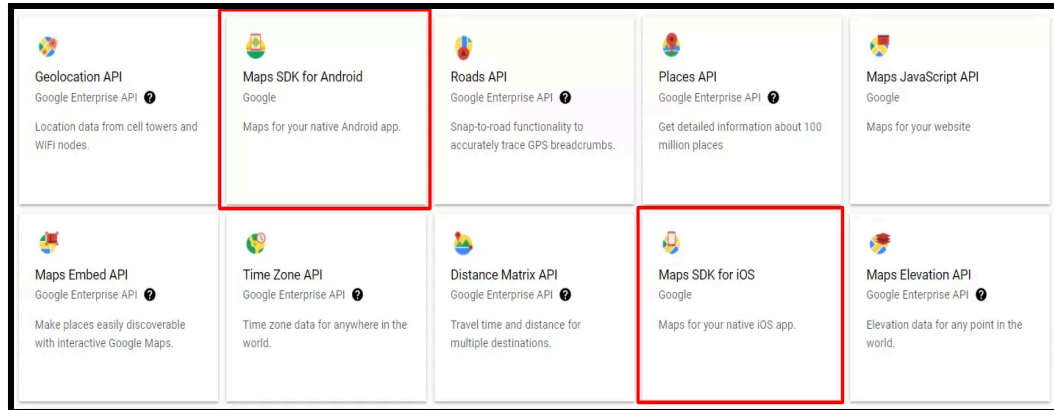 Geolocation API
Google Enterprise API ?
Location data from cell towers and
WiFi nodes.
Maps SDK for Android
Google
Maps for your native Android app.
Roads API
Google Enterprise API ?
Snap-to-road functionality to
accurately trace GPS breadcrumbs.
Places API
Google Enterprise API ?
Get detailed information about 100
million places
Maps JavaScript API
Google
Maps for your website
Maps Embed API
Google Enterprise API ?
Make places easily discoverable
with interactive Google Maps.
Time Zone API
Google Enterprise API ?
Time zone data for anywhere in the
world.
Distance Matrix API
Google Enterprise API ?
Travel time and distance for
multiple destinations.
Maps SDK for iOS
Google
Maps for your native iOS app.
Maps Elevation API
Google Enterprise API ?
Elevation data for any point in the
world.